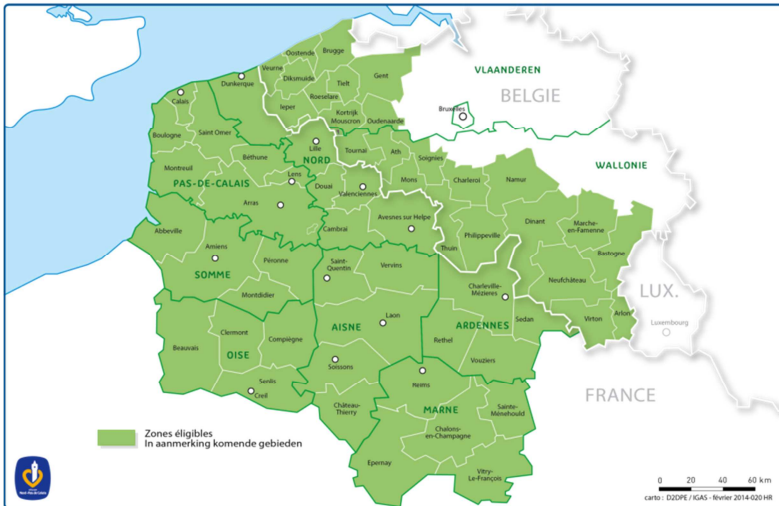 Brugge
Oostende
Veurne
Gent
VLAANDEREN
Dunkerque
Diksmuide
Tielt
BELGIE
Calais
Roeselare
Ieper
Kortrijk
Mouscron
Oudenaarde
Bruxelles
Boulogne
Saint Omer
Lille
NORD
Tournai
Ath
Soignies
WALLONIE
Béthune
Montreuil
Lens
Douai
Mons
Charleroi
Namur
PAS-DE-CALAIS
Valenciennes
Arras
Avesnes sur Helpe
Dinant
Marche-
en-Famenne
Abbeville
Cambrai
Philippeville
Thuin
Bastogne
Amiens
Péronne
Saint-
Quentin
Vervins
SOMME
Neufchâteau
LUX.
Montdidier
Charleville-
Mézieres
Laon
Sedan
Virton
Arlon
Luxembourg
AISNE
ARDENNES
Clermont
Compiègne
Beauvais
OISE
Rethel
Vouziers
Soissons
Reims
Senlis
Creil
Château-
Thierry
MARNE
Sainte-
Ménehould
FRANCE
Chalons-
en-Champagne
Epernay
Vitry-
Le-François
Zones éligibles
In aanmerking komende gebieden
0 20 40 60 km
carto : D2DPE / IGAS - février 2014-020 HR